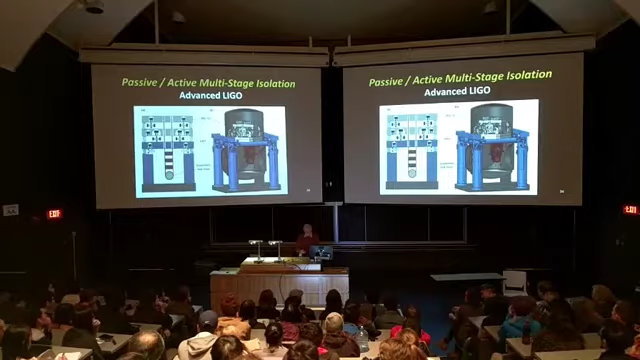 Passive / Active Multi-Stage Isolation
Advanced LIGO
Passive / Active Multi-Stage Isolation
Advanced LIGO
EXIT
EXIT